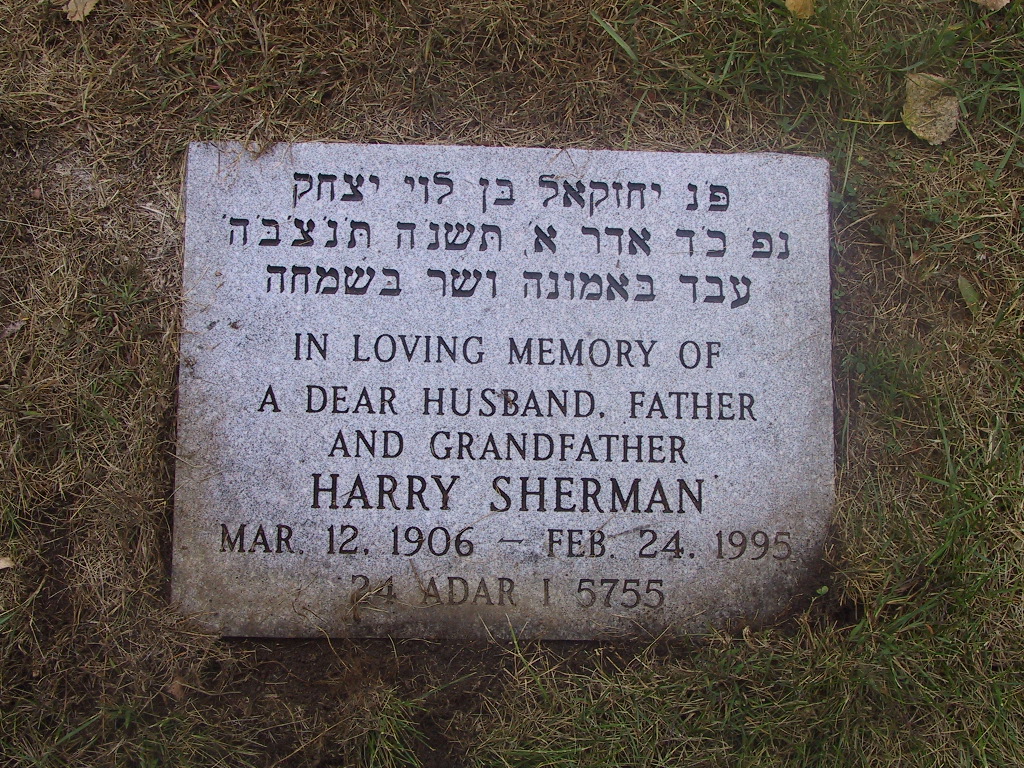 פ״נ יחזקאל בן לוי יצחק
נפ׳ כ״ד אדר א׳ תשנ״ה ת׳נ׳צ׳ב׳ה׳
עבד באמונה ושר בשמחה
IN LOVING MEMORY OF
A DEAR HUSBAND, FATHER
AND GRANDFATHER
HARRY SHERMAN
MAR. 12, 1906 – FEB. 24, 1995
24 ADAR I 5755